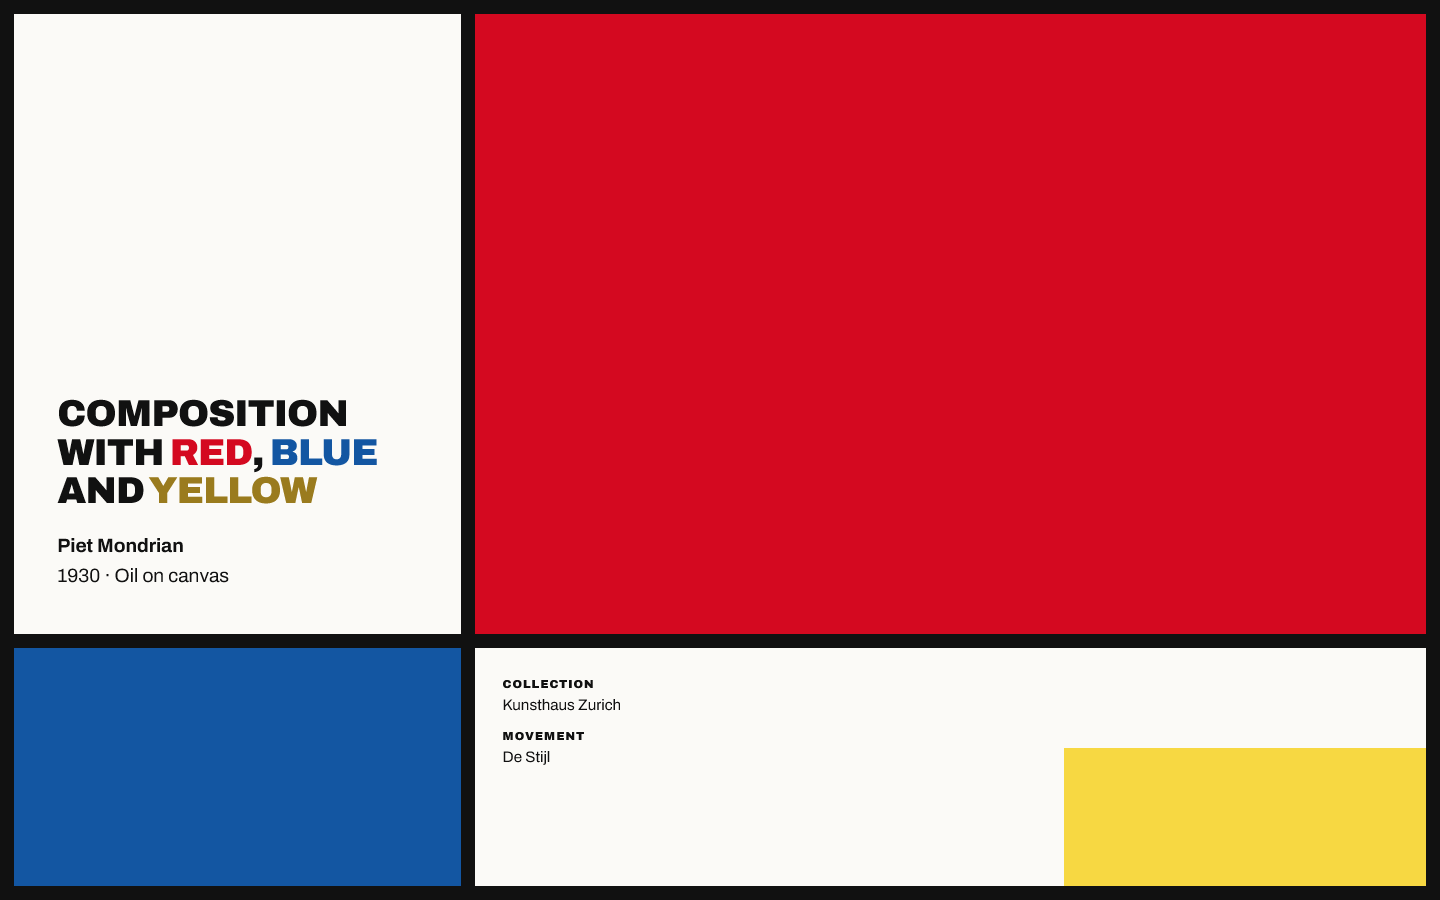 COMPOSITION
WITH RED, BLUE
AND YELLOW
Piet Mondrian
1930 · Oil on canvas
COLLECTION
Kunsthaus Zurich
MOVEMENT
De Stijl